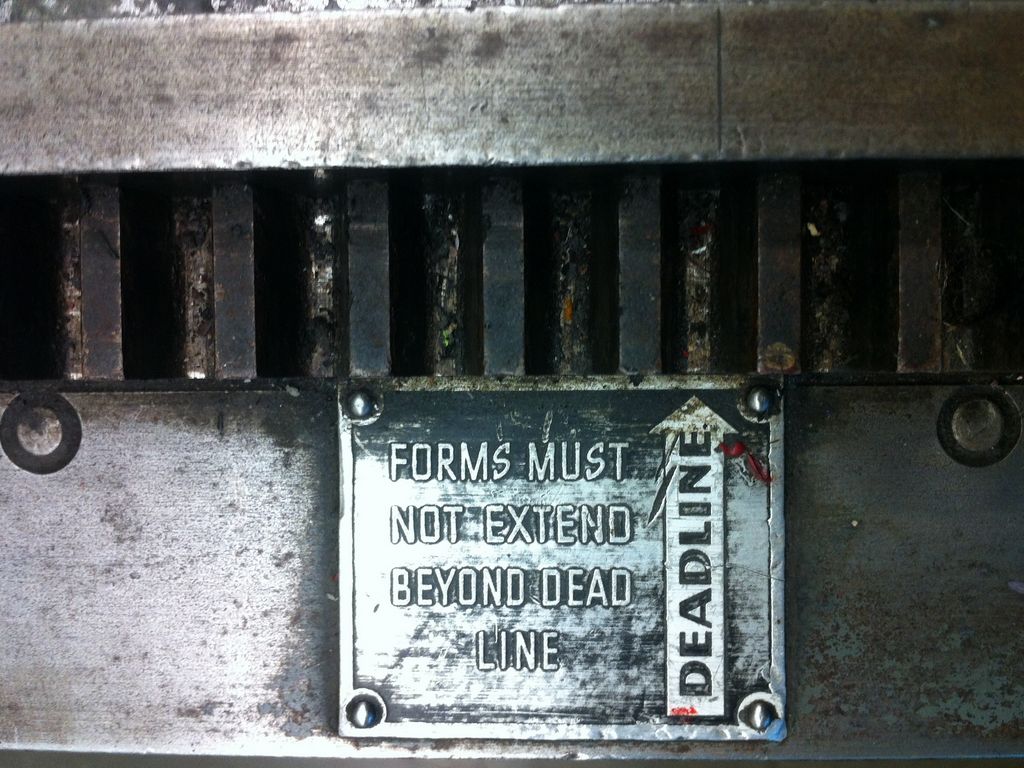 FORMS MUST
NOT EXTEND
BEYOND DEAD
LINE
DEADLINE